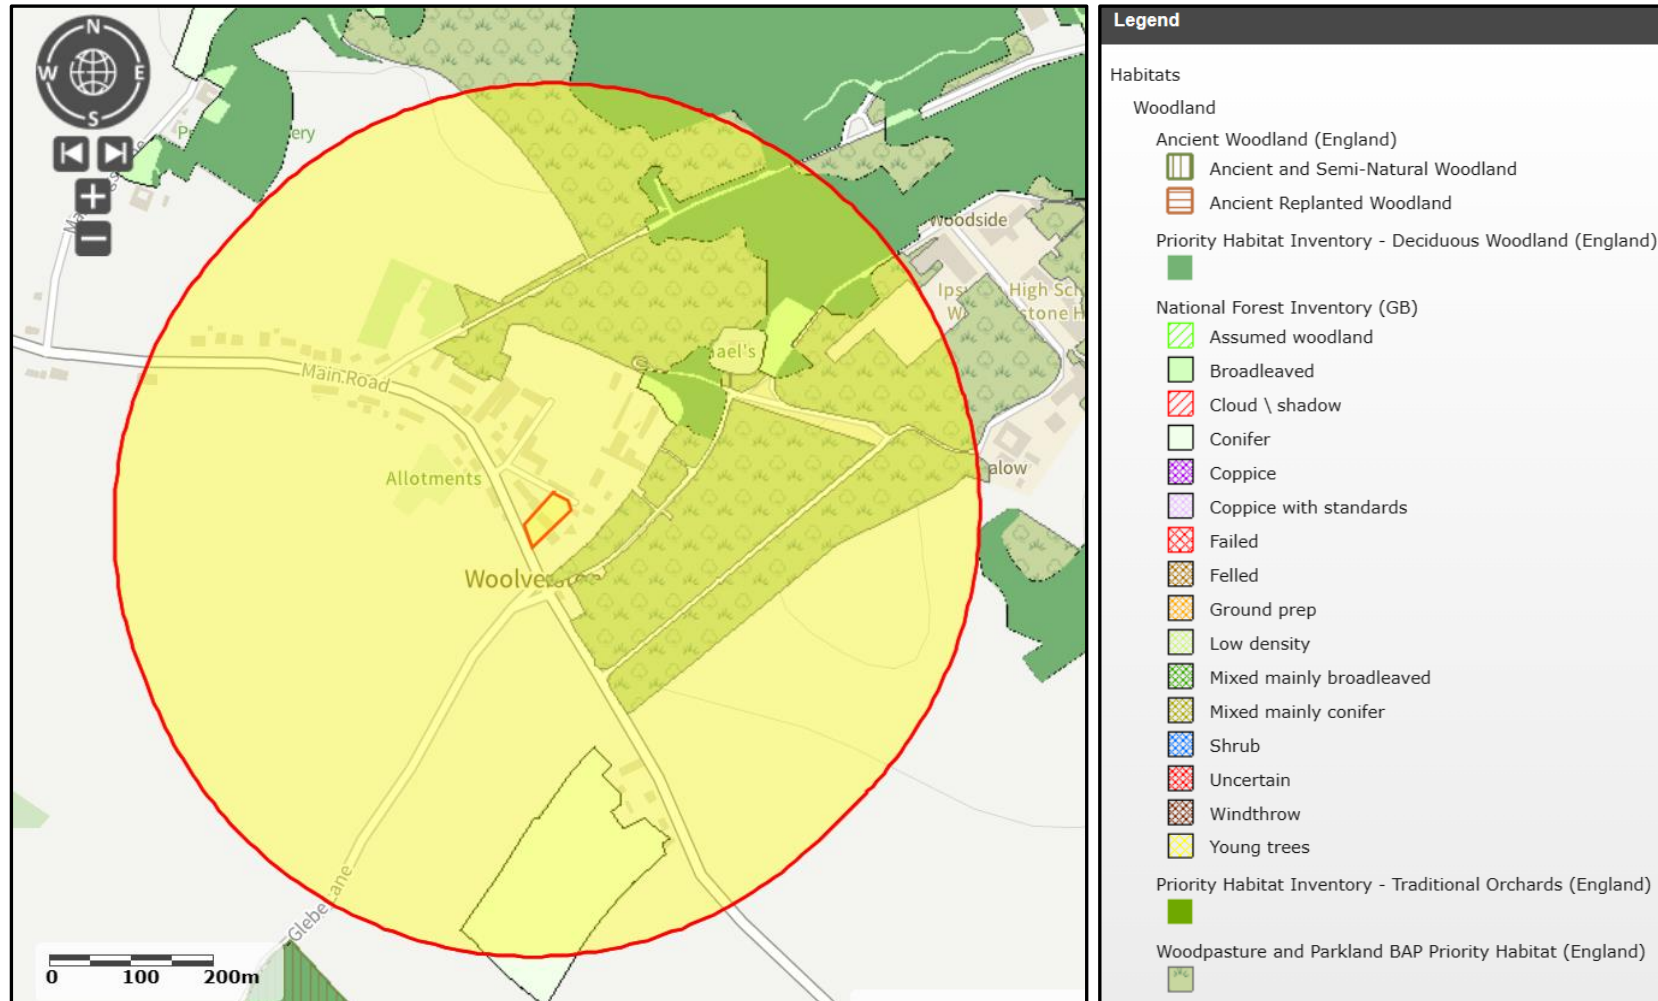 N
W
E
S
ery
Woodside
High Sch
stone H
Main Road
ael's
Allotments
alow
Glebe Lane
0 100 200m
Legend
Habitats
Woodland
Ancient Woodland (England)
Ancient and Semi-Natural Woodland
Ancient Replanted Woodland
Priority Habitat Inventory - Deciduous Woodland (England)
National Forest Inventory (GB)
Assumed woodland
Broadleaved
Cloud \ shadow
Conifer
Coppice
Coppice with standards
Failed
Felled
Ground prep
Low density
Mixed mainly broadleaved
Mixed mainly conifer
Shrub
Uncertain
Windthrow
Young trees
Priority Habitat Inventory - Traditional Orchards (England)
Woodpasture and Parkland BAP Priority Habitat (England)